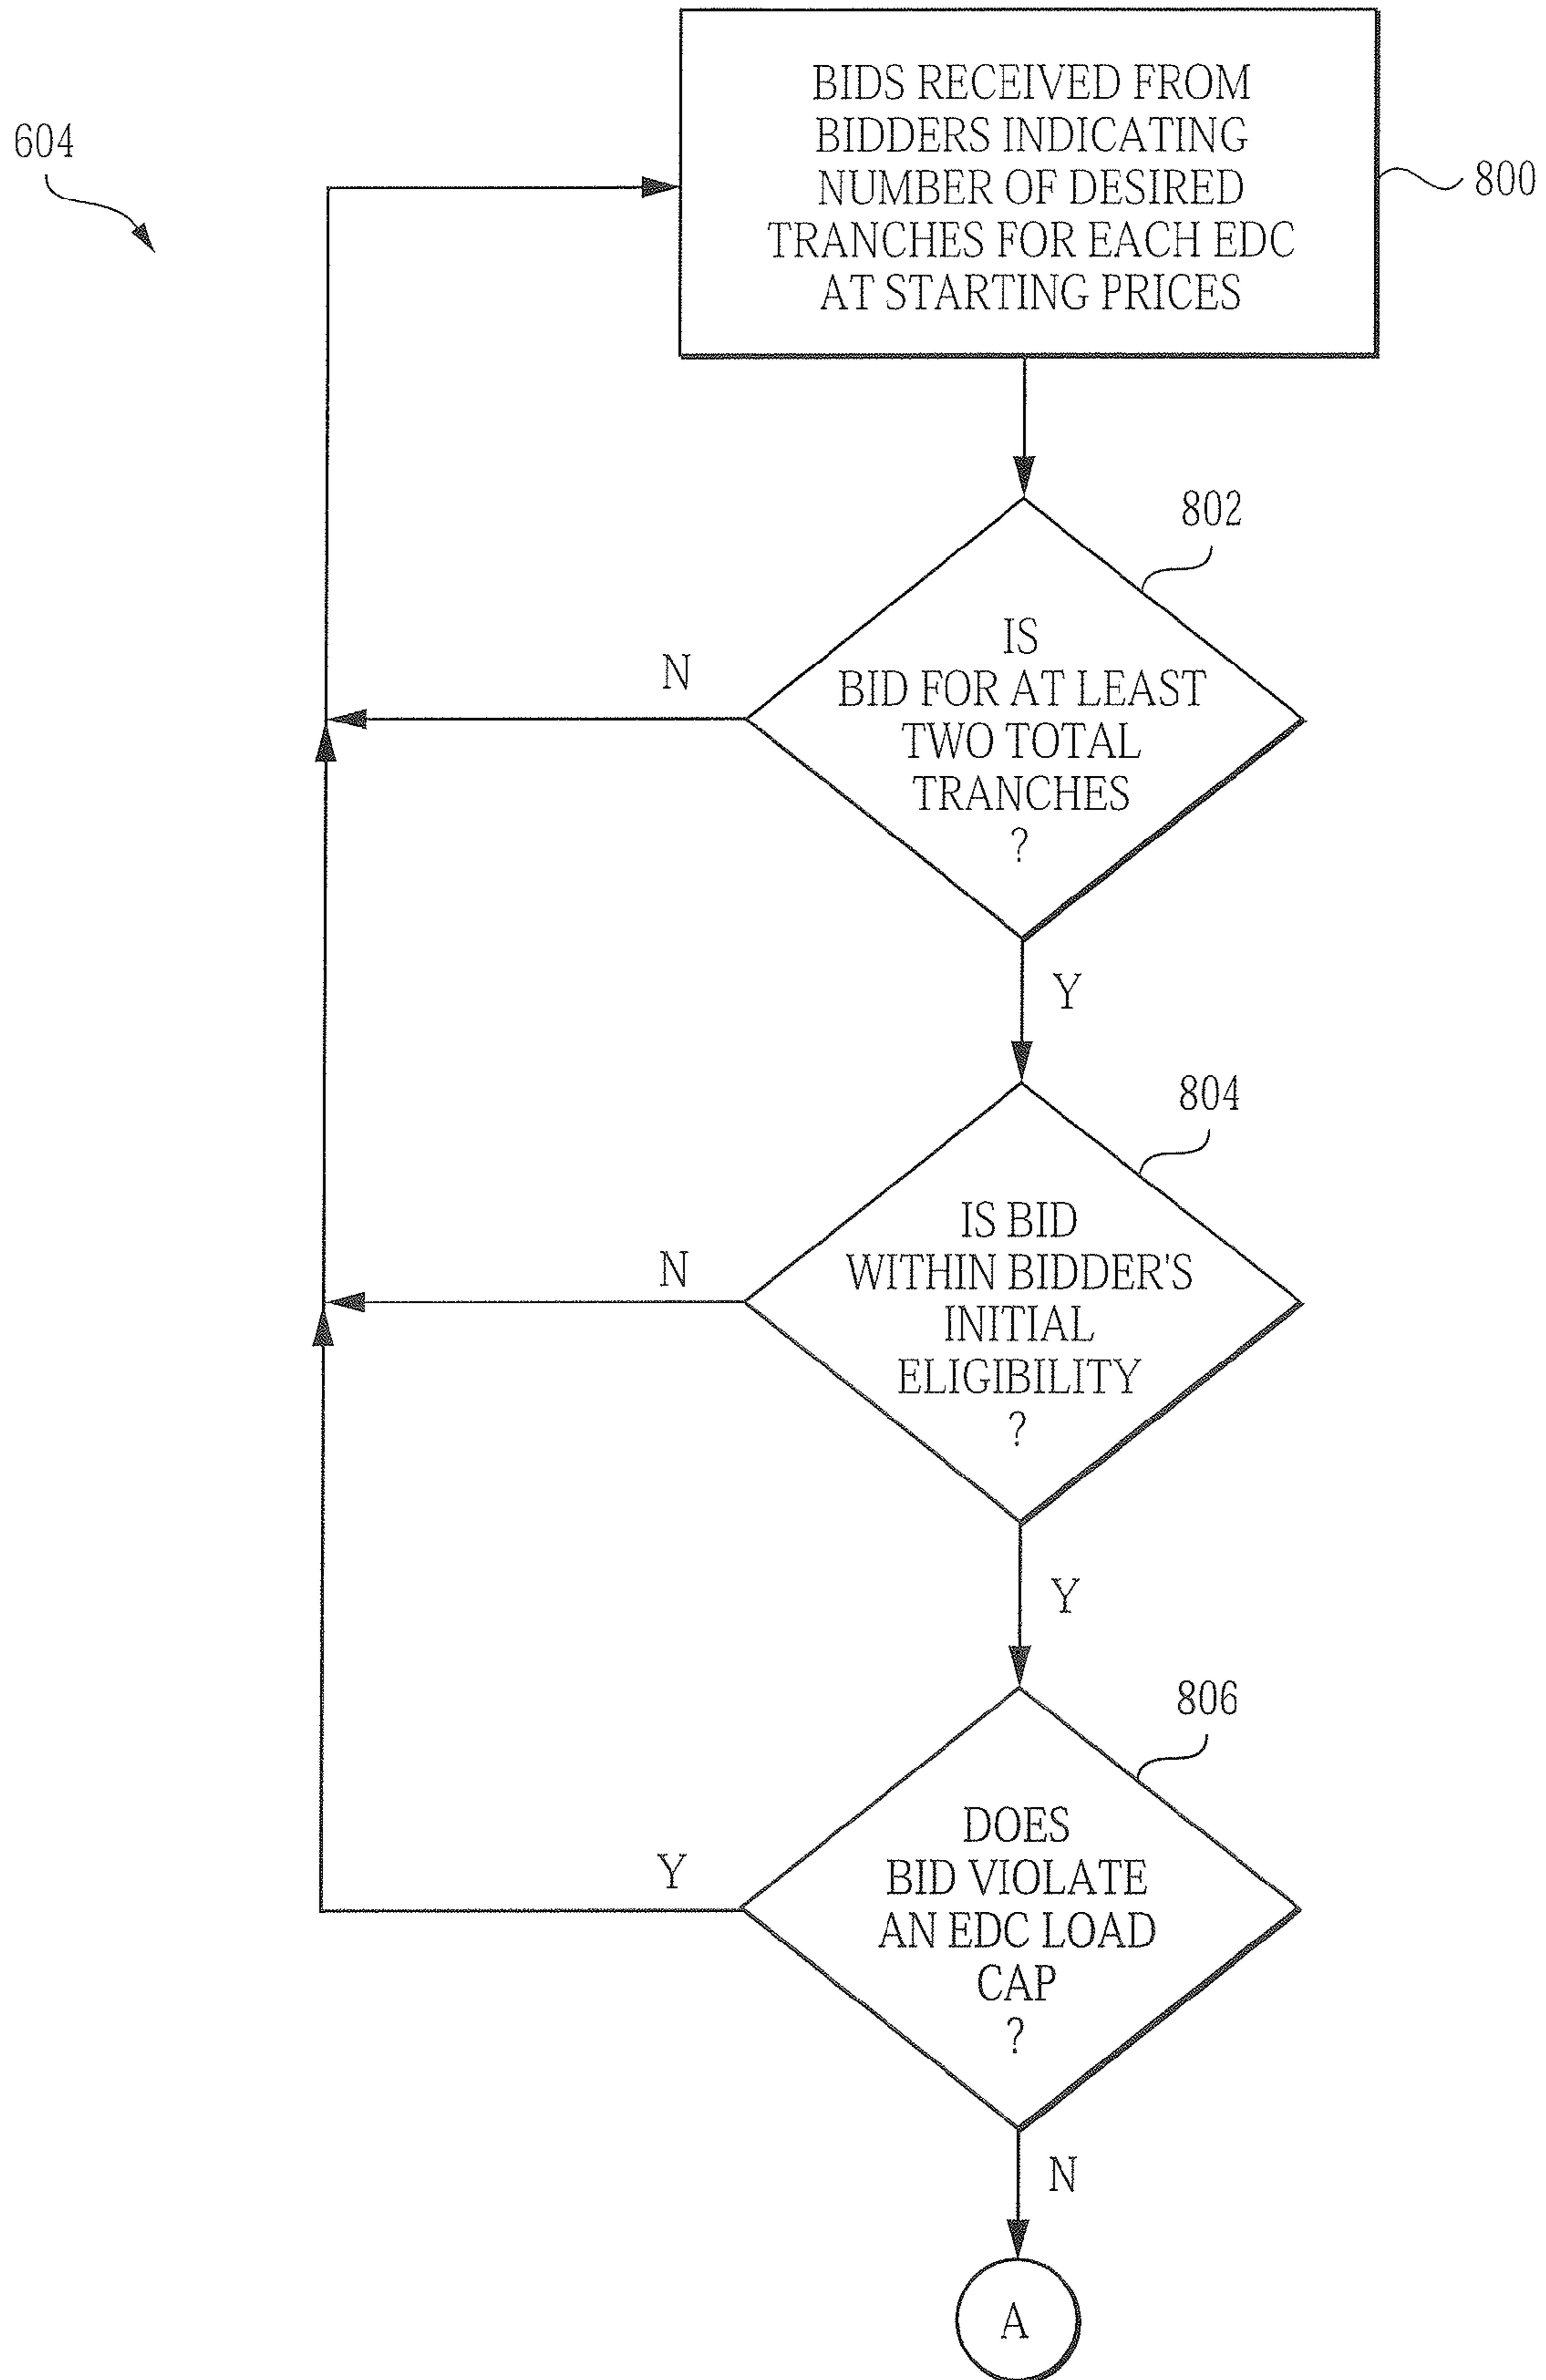 604
BIDS RECEIVED FROM
BIDDERS INDICATING
NUMBER OF DESIRED
TRANCHES FOR EACH EDC
AT STARTING PRICES
800
802
IS
BID FOR AT LEAST
TWO TOTAL
TRANCHES
?
N
Y
804
IS BID
WITHIN BIDDER'S
INITIAL
ELIGIBILITY
?
N
Y
806
DOES
BID VIOLATE
AN EDC LOAD
CAP
?
Y
N
A